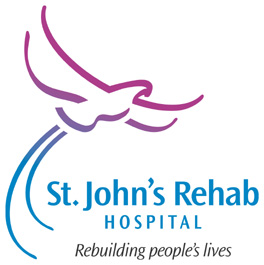 St. John's Rehab
HOSPITAL
Rebuilding people's lives